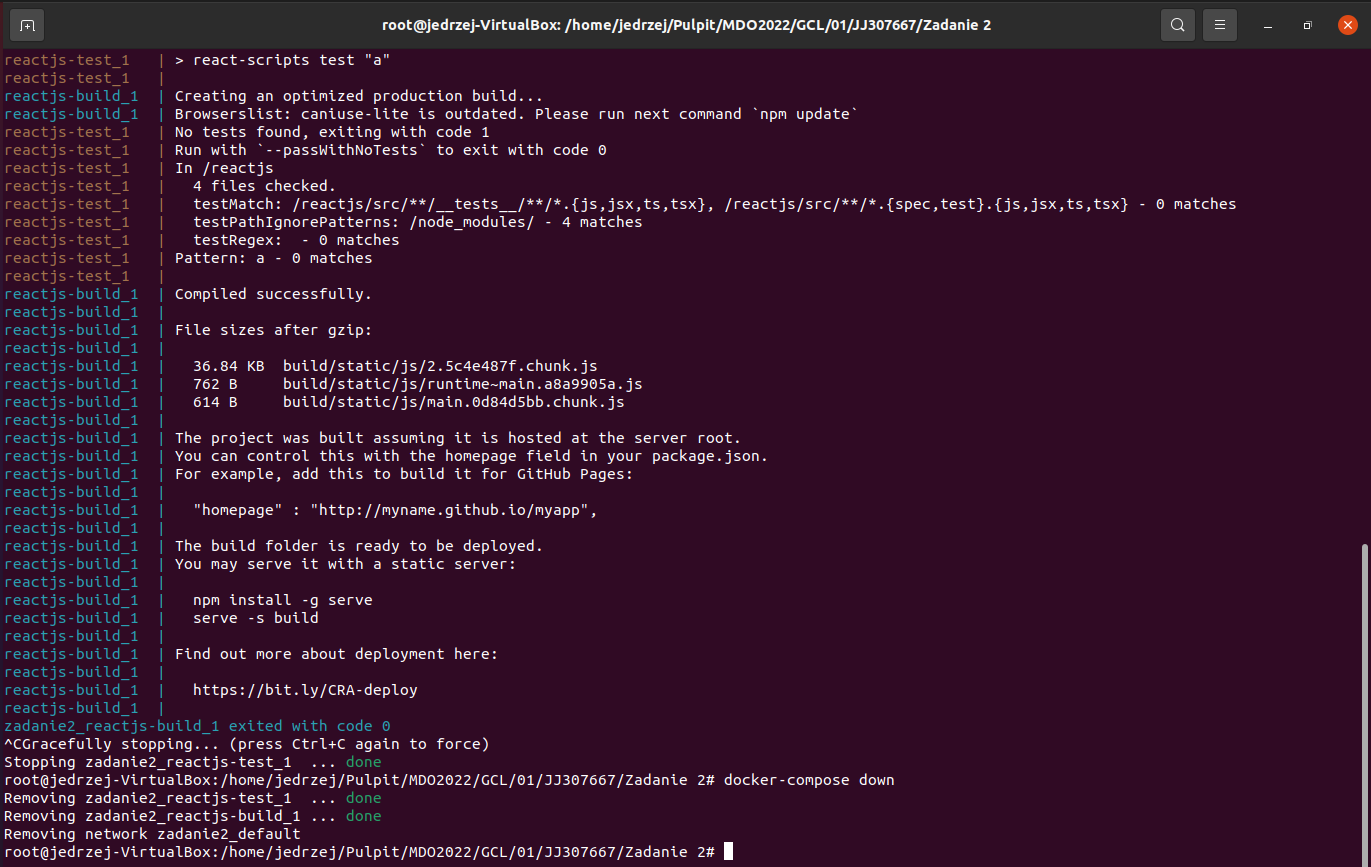 root@jedrzej-VirtualBox: /home/jedrzej/Pulpit/MDO2022/GCL/01/JJ307667/Zadanie 2
reactjs-test_1   | > react-scripts test "a"
reactjs-test_1   |
reactjs-build_1  | Creating an optimized production build...
reactjs-build_1  | Browserslist: caniuse-lite is outdated. Please run next command `npm update`
reactjs-test_1   | No tests found, exiting with code 1
reactjs-test_1   | Run with `--passWithNoTests` to exit with code 0
reactjs-test_1   | In /reactjs
reactjs-test_1   |   4 files checked.
reactjs-test_1   |   testMatch: /reactjs/src/**/__tests__/**/*.{js,jsx,ts,tsx}, /reactjs/src/**/*.{spec,test}.{js,jsx,ts,tsx} - 0 matches
reactjs-test_1   |   testPathIgnorePatterns: /node_modules/ - 4 matches
reactjs-test_1   |   testRegex:  - 0 matches
reactjs-test_1   | Pattern: a - 0 matches
reactjs-test_1   |
reactjs-build_1  | Compiled successfully.
reactjs-build_1  |
reactjs-build_1  | File sizes after gzip:
reactjs-build_1  |
reactjs-build_1  |   36.84 KB  build/static/js/2.5c4e487f.chunk.js
reactjs-build_1  |   762 B     build/static/js/runtime~main.a8a9905a.js
reactjs-build_1  |   614 B     build/static/js/main.0d84d5bb.chunk.js
reactjs-build_1  |
reactjs-build_1  | The project was built assuming it is hosted at the server root.
reactjs-build_1  | You can control this with the homepage field in your package.json.
reactjs-build_1  | For example, add this to build it for GitHub Pages:
reactjs-build_1  |
reactjs-build_1  |   "homepage" : "http://myname.github.io/myapp",
reactjs-build_1  |
reactjs-build_1  | The build folder is ready to be deployed.
reactjs-build_1  | You may serve it with a static server:
reactjs-build_1  |
reactjs-build_1  |   npm install -g serve
reactjs-build_1  |   serve -s build
reactjs-build_1  |
reactjs-build_1  | Find out more about deployment here:
reactjs-build_1  |
reactjs-build_1  |   https://bit.ly/CRA-deploy
reactjs-build_1  |
zadanie2_reactjs-build_1 exited with code 0
^CGracefully stopping... (press Ctrl+C again to force)
Stopping zadanie2_reactjs-test_1  ... done
root@jedrzej-VirtualBox:/home/jedrzej/Pulpit/MDO2022/GCL/01/JJ307667/Zadanie 2# docker-compose down
Removing zadanie2_reactjs-test_1  ... done
Removing zadanie2_reactjs-build_1 ... done
Removing network zadanie2_default
root@jedrzej-VirtualBox:/home/jedrzej/Pulpit/MDO2022/GCL/01/JJ307667/Zadanie 2#